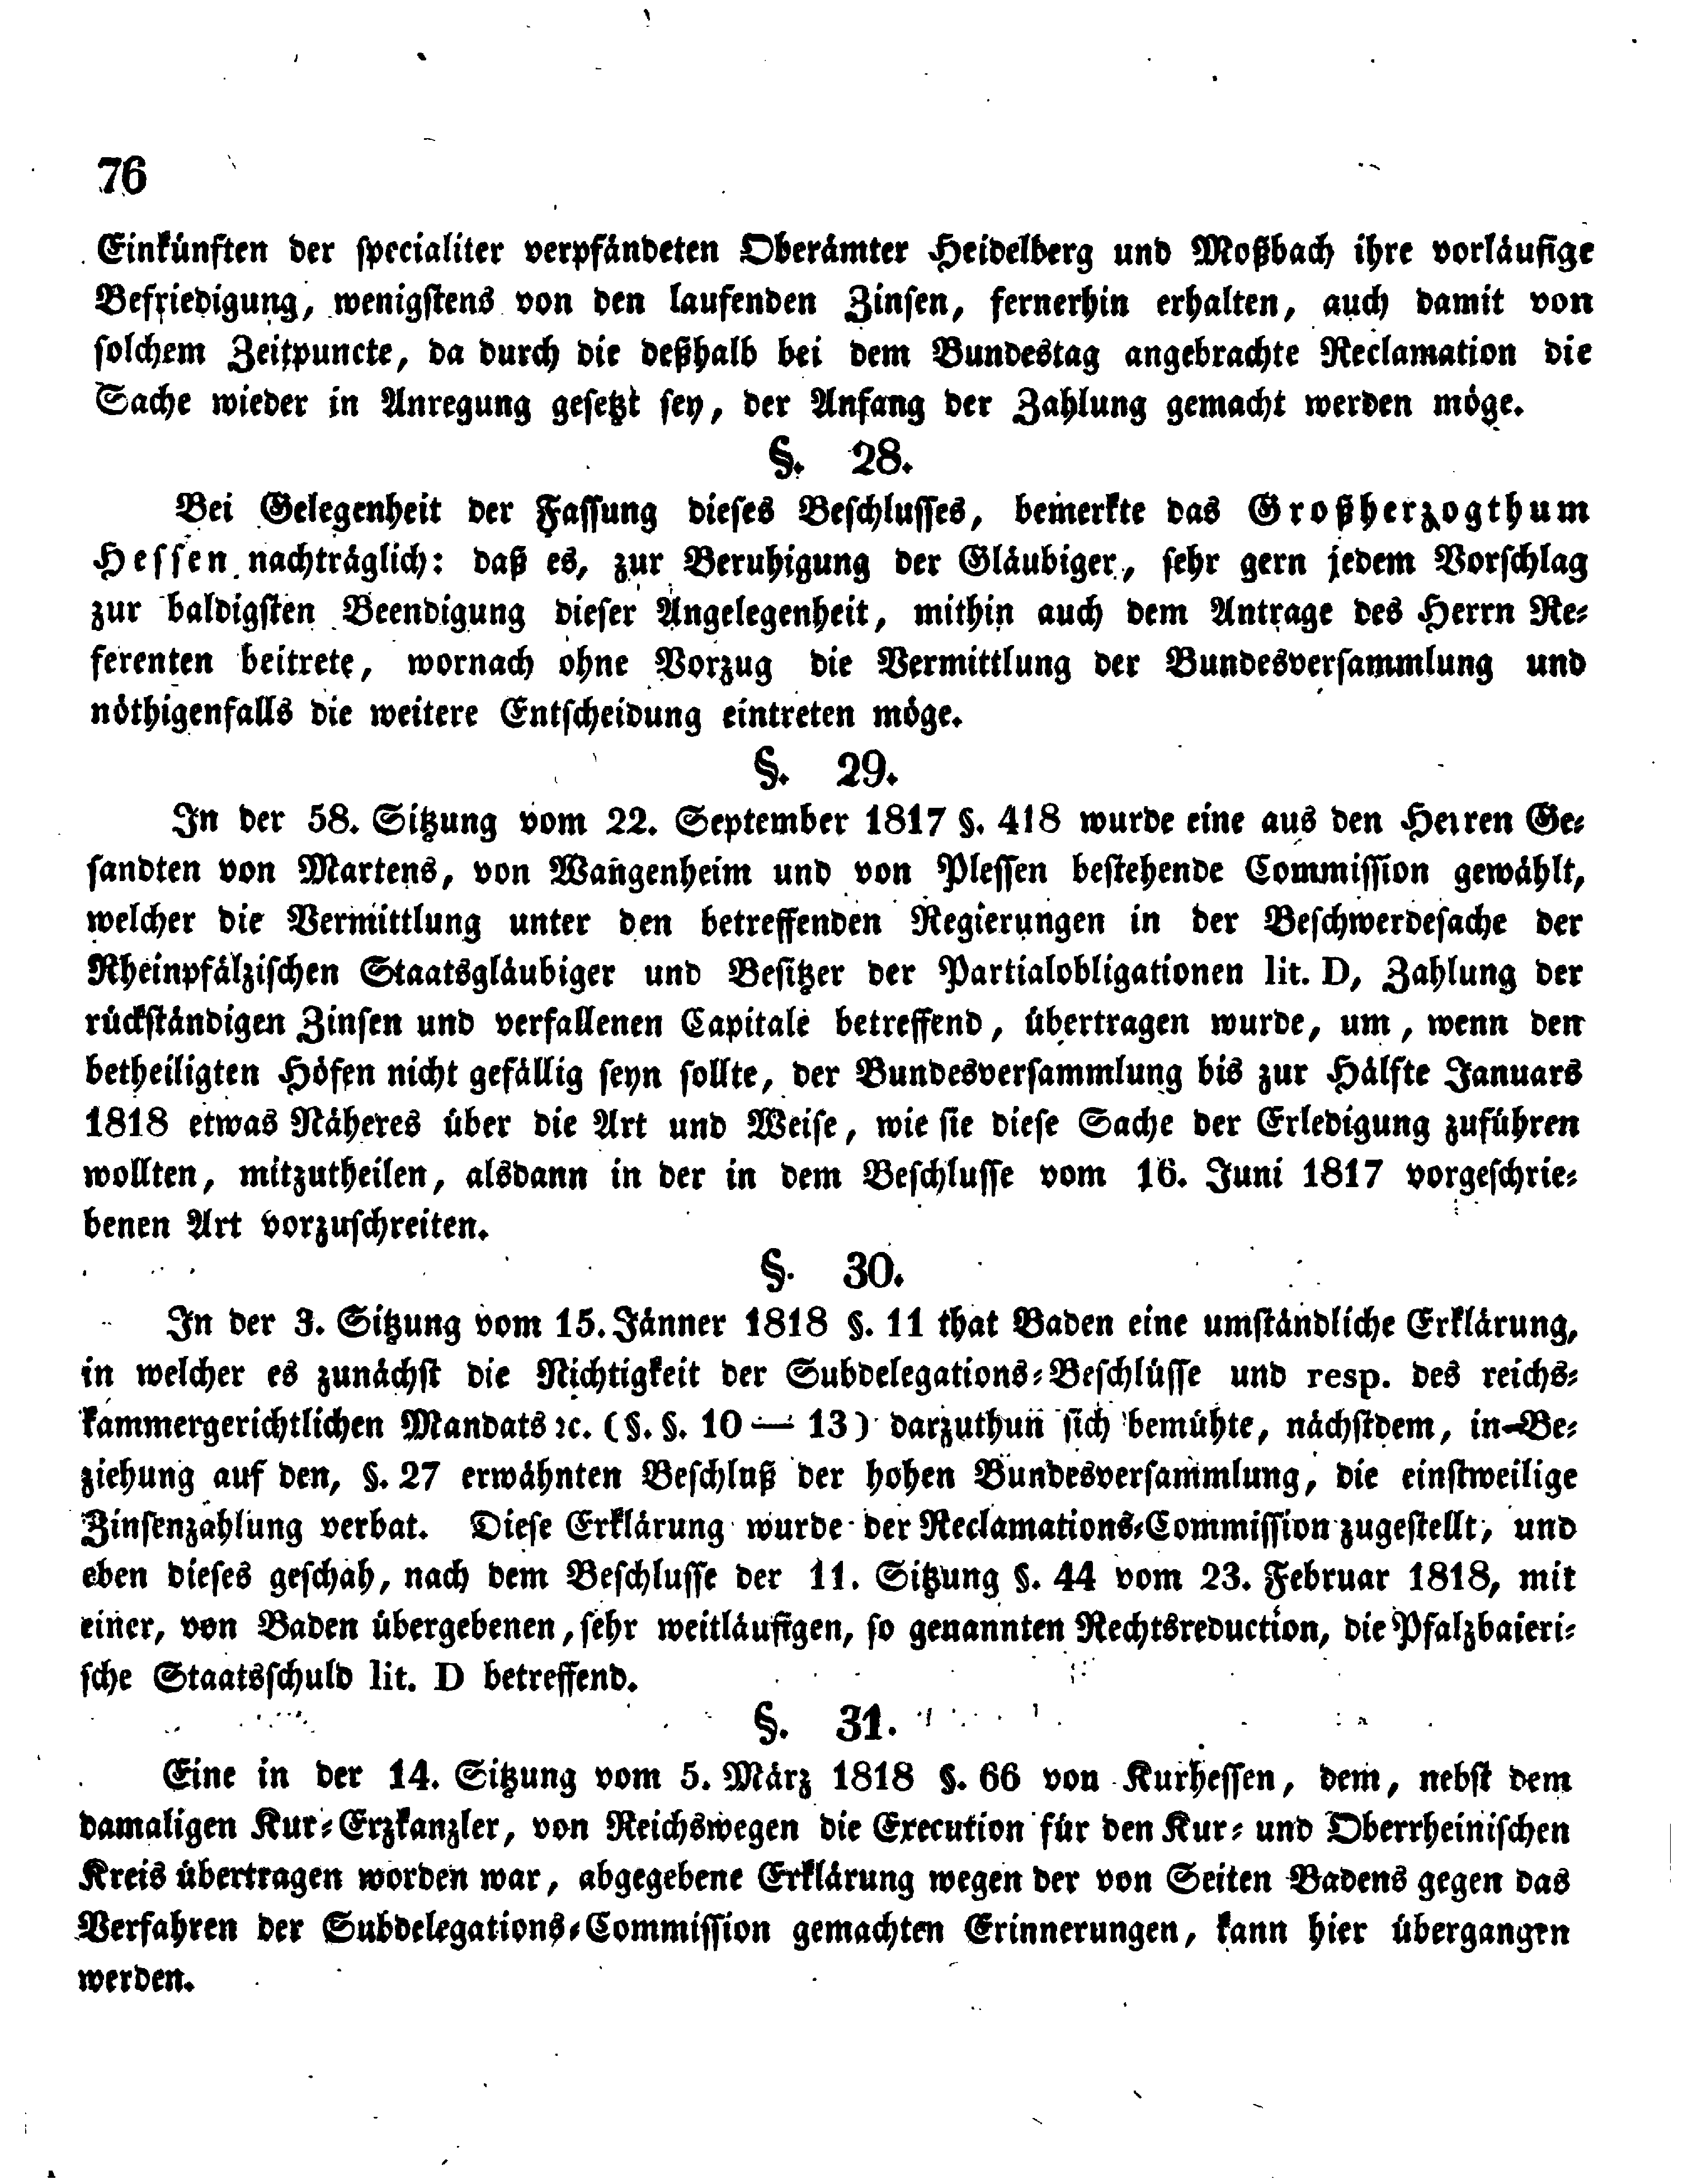 76
Einkünften der specialiter verpfändeten Oberämter Heidelberg und Moßbach ihre vorläufige
Befriedigung, wenigstens von den laufenden Zinsen, fernerhin erhalten, auch damit von
solchem Zeitpuncte, da durch die deßhalb bei dem Bundestag angebrachte Reclamation die
Sache wieder in Anregung gesetzt sey, der Anfang der Zahlung gemacht werden möge.
§. 28.
Bei Gelegenheit der Fassung dieses Beschlusses, bemerkte das Großherzogthum
Hessen nachträglich: daß es, zur Beruhigung der Gläubiger, sehr gern jedem Vorschlag
zur baldigsten Beendigung dieser Angelegenheit, mithin auch dem Antrage des Herrn Re-
ferenten beitrete, wornach ohne Vorzug die Vermittlung der Bundesversammlung und
nöthigenfalls die weitere Entscheidung eintreten möge.
§. 29.
In der 58. Sitzung vom 22. September 1817 §. 418 wurde eine aus den Herren Ge-
sandten von Martens, von Wangenheim und von Plessen bestehende Commission gewählt,
welcher die Vermittlung unter den betreffenden Regierungen in der Beschwerdesache der
Rheinpfälzischen Staatsgläubiger und Besitzer der Partialobligationen lit. D, Zahlung der
rückständigen Zinsen und verfallenen Capitale betreffend, übertragen wurde, um, wenn den
betheiligten Höfen nicht gefällig seyn sollte, der Bundesversammlung bis zur Hälfte Januars
1818 etwas Näheres über die Art und Weise, wie sie diese Sache der Erledigung zuführen
wollten, mitzutheilen, alsdann in der in dem Beschlusse vom 16. Juni 1817 vorgeschrie-
benen Art vorzuschreiten.
§. 30.
In der 3. Sitzung vom 15. Jänner 1818 §. 11 that Baden eine umständliche Erklärung,
in welcher es zunächst die Nichtigkeit der Subdelegations-Beschlüsse und resp. des reichs-
kammergerichtlichen Mandats ꝛc. (§. §. 10 — 13) darzuthun sich bemühte, nächstdem, in Be-
ziehung auf den, §. 27 erwähnten Beschluß der hohen Bundesversammlung, die einstweilige
Zinsenzahlung verbat. Diese Erklärung wurde der Reclamations-Commission zugestellt, und
eben dieses geschah, nach dem Beschlusse der 11. Sitzung §. 44 vom 23. Februar 1818, mit
einer, von Baden übergebenen, sehr weitläufigen, so genannten Rechtsreduction, die Pfalzbaieri-
sche Staatsschuld lit. D betreffend.
§. 31.
Eine in der 14. Sitzung vom 5. März 1818 §. 66 von Kurhessen, dem, nebst dem
damaligen Kur-Erzkanzler, von Reichswegen die Execution für den Kur- und Oberrheinischen
Kreis übertragen worden war, abgegebene Erklärung wegen der von Seiten Badens gegen das
Verfahren der Subdelegations-Commission gemachten Erinnerungen, kann hier übergangen
werden.